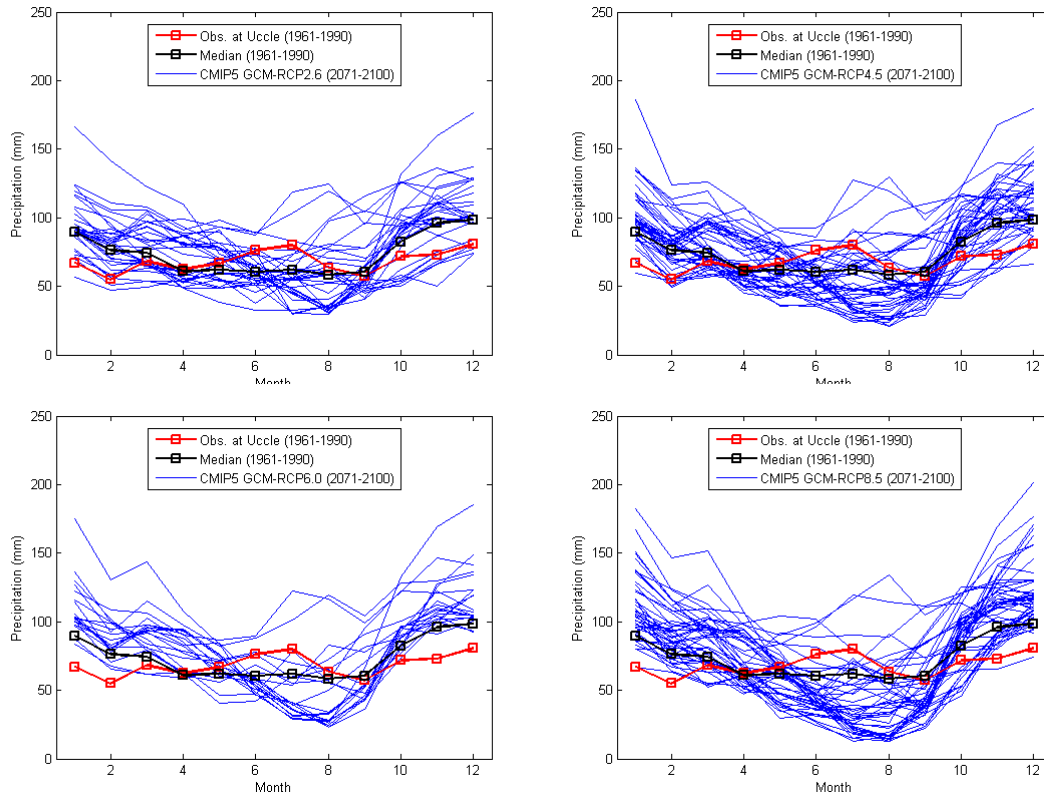 250
200
150
100
50
0
Precipitation (mm)
Obs. at Uccle (1961-1990)
Median (1961-1990)
CMIP5 GCM-RCP2.6 (2071-2100)
2 4 6 8 10 12
Month
250
200
150
100
50
0
Precipitation (mm)
Obs. at Uccle (1961-1990)
Median (1961-1990)
CMIP5 GCM-RCP4.5 (2071-2100)
2 4 6 8 10 12
Month
250
200
150
100
50
0
Precipitation (mm)
Obs. at Uccle (1961-1990)
Median (1961-1990)
CMIP5 GCM-RCP6.0 (2071-2100)
2 4 6 8 10 12
Month
250
200
150
100
50
0
Precipitation (mm)
Obs. at Uccle (1961-1990)
Median (1961-1990)
CMIP5 GCM-RCP8.5 (2071-2100)
2 4 6 8 10 12
Month